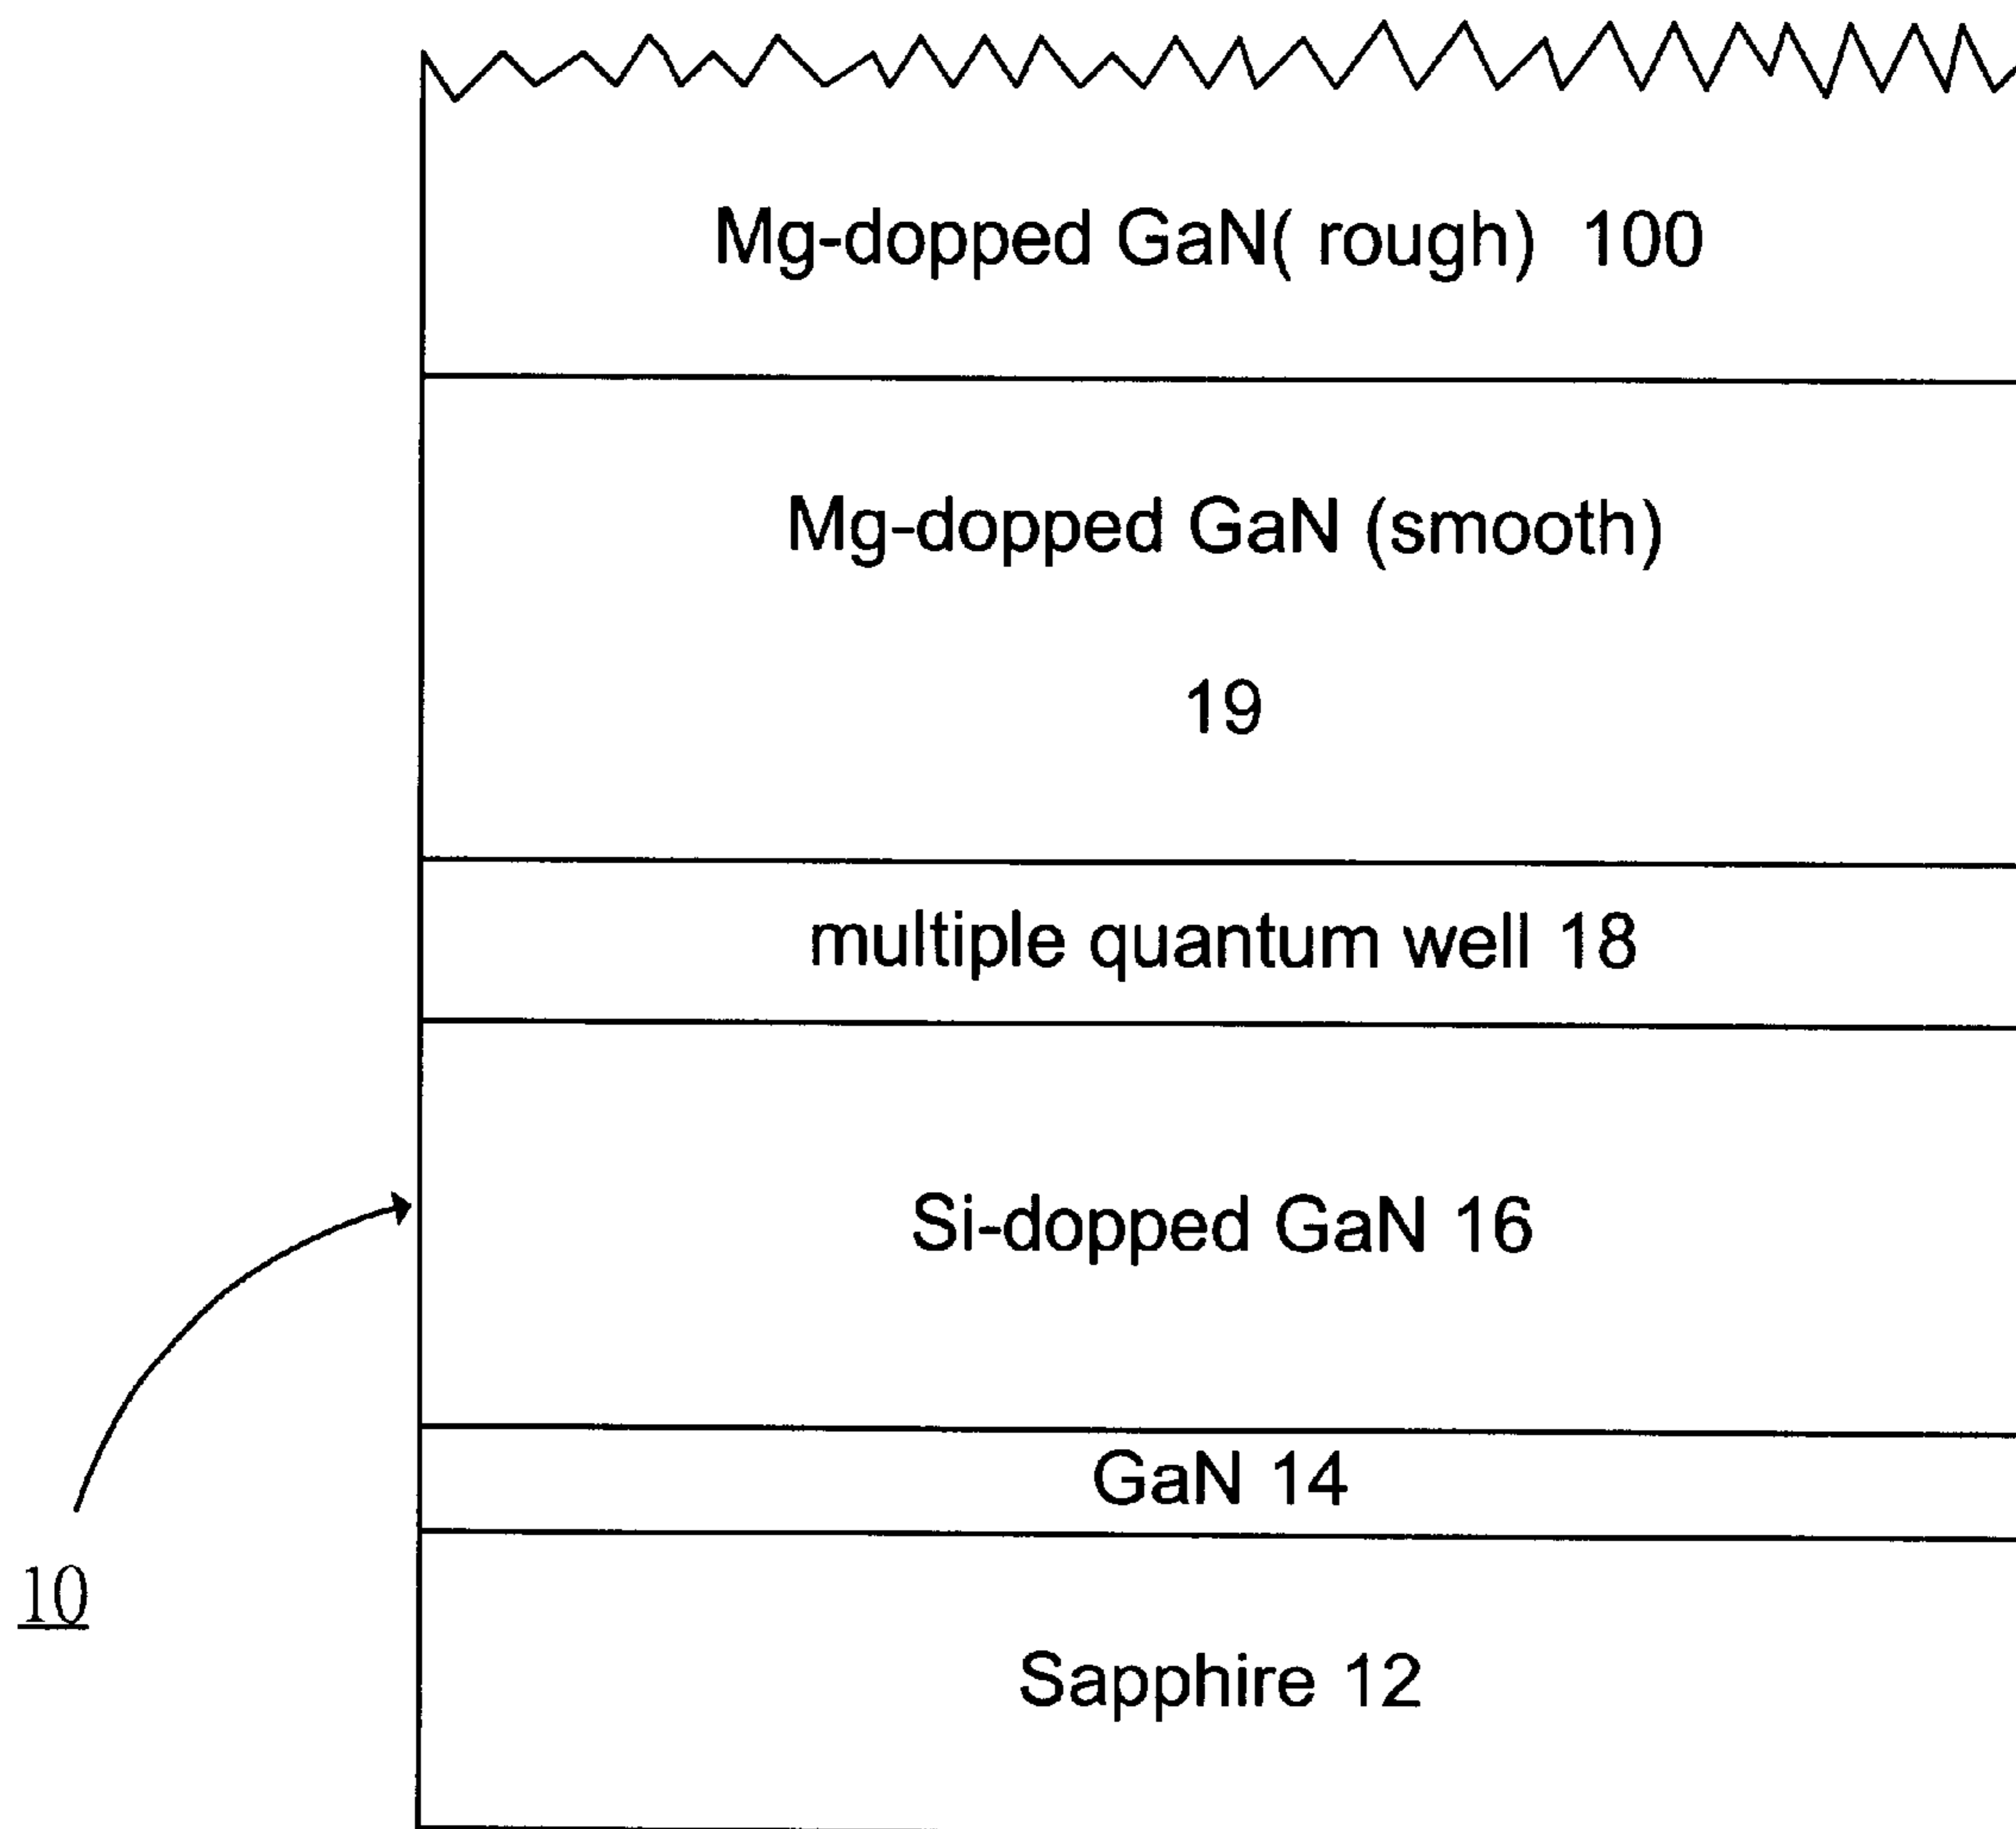 Mg-dopped GaN( rough) 100
Mg-dopped GaN (smooth)
19
multiple quantum well 18
Si-dopped GaN 16
GaN 14
10
Sapphire 12